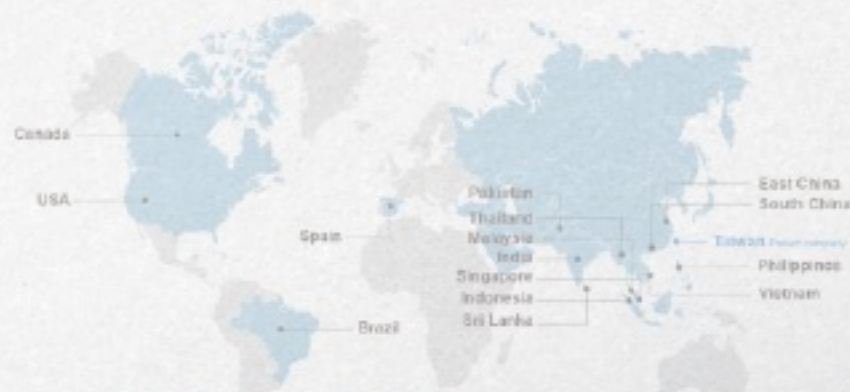 Canada
USA
Spain
Brazil
Pakistan
Thailand
Malaysia
India
Singapore
Indonesia
Sri Lanka
East China
South China
Taiwan
Philippines
Vietnam